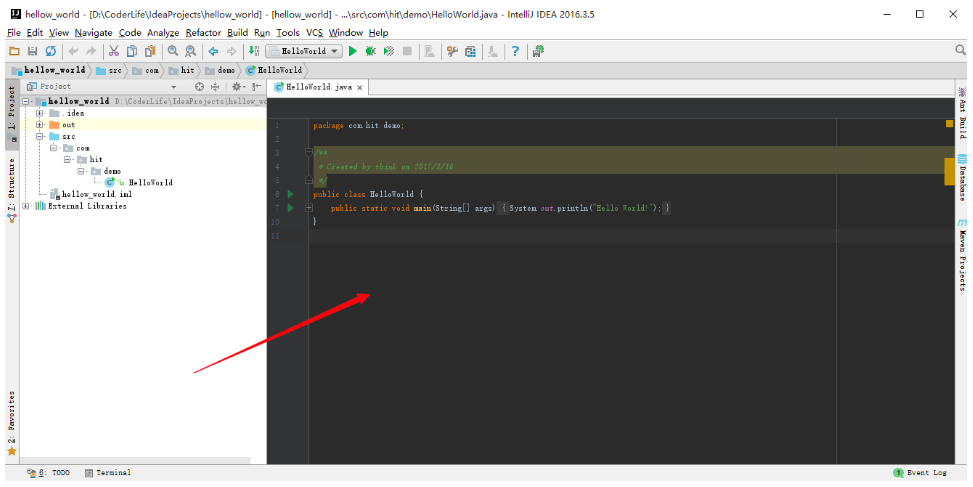 hellow_world - [D:\CoderLife\IdeaProjects\hellow_world] - [hellow_world] - ...\src\com\hit\demo\HelloWorld.java - IntelliJ IDEA 2016.3.5
File Edit View Navigate Code Analyze Refactor Build Run Tools VCS Window Help
HelloWorld
hellow_world src com hit demo HelloWorld
Project
HelloWorld.java
hellow_world D:\CoderLife\IdeaProjects\hellow_wo
.idea
out
src
com
hit
demo
HelloWorld
hellow_world.iml
External Libraries
1 package com.hit.demo;
2
3 /**
4 * Created by think on 2017/3/16
5 */
6 public class HelloWorld {
7 public static void main(String[] args) { System.out.println("Hello World!"); }
10 }
11
1: Project
7: Structure
2: Favorites
Ant Build
Database
Maven Projects
6: TODO Terminal
1 Event Log